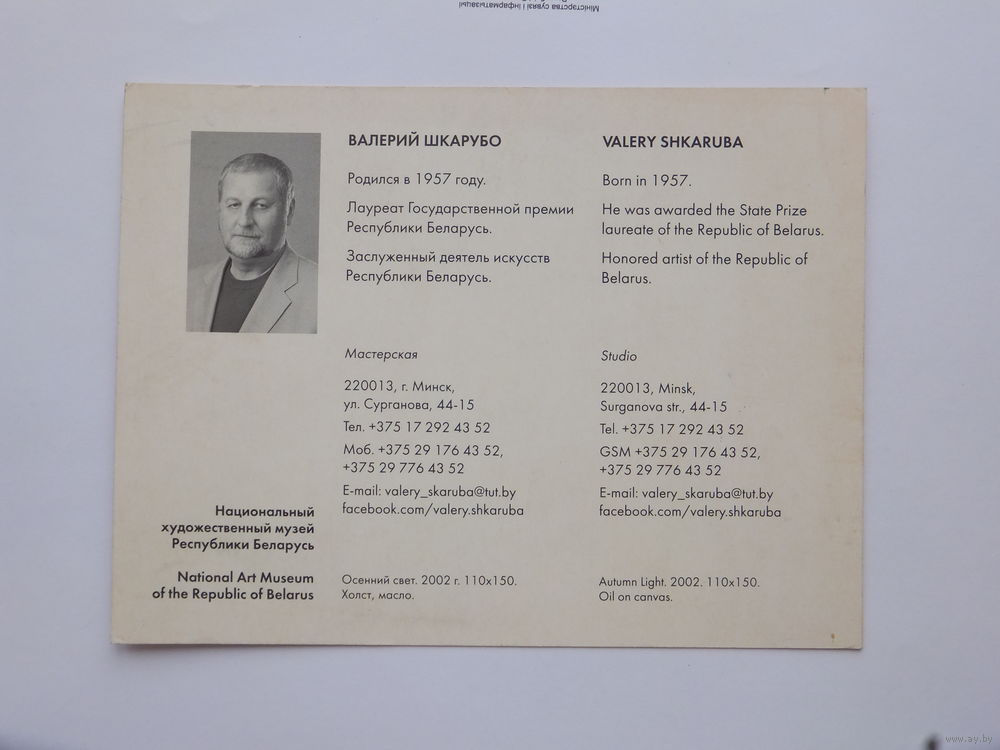 Міністэрства сувязі і інфарматызацыі
ВАЛЕРИЙ ШКАРУБО
Родился в 1957 году.
Лауреат Государственной премии
Республики Беларусь.
Заслуженный деятель искусств
Республики Беларусь.
Мастерская
220013, г. Минск,
ул. Сурганова, 44-15
Тел. +375 17 292 43 52
Моб. +375 29 176 43 52,
+375 29 776 43 52
E-mail: valery_skaruba@tut.by
facebook.com/valery.shkaruba
Осенний свет. 2002 г. 110x150.
Холст, масло.
VALERY SHKARUBA
Born in 1957.
He was awarded the State Prize
laureate of the Republic of Belarus.
Honored artist of the Republic of
Belarus.
Studio
220013, Minsk,
Surganova str., 44-15
Tel. +375 17 292 43 52
GSM +375 29 176 43 52,
+375 29 776 43 52
E-mail: valery_skaruba@tut.by
facebook.com/valery.shkaruba
Autumn Light. 2002. 110x150.
Oil on canvas.
Национальный
художественный музей
Республики Беларусь
National Art Museum
of the Republic of Belarus
www.ay.by